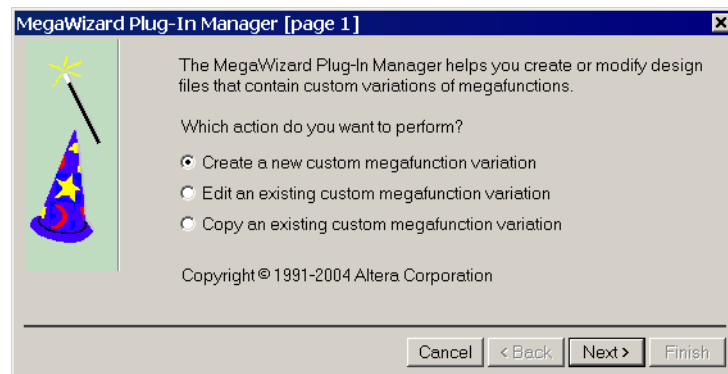 MegaWizard Plug-In Manager [page 1]
The MegaWizard Plug-In Manager helps you create or modify design
files that contain custom variations of megafunctions.
Which action do you want to perform?
Create a new custom megafunction variation
Edit an existing custom megafunction variation
Copy an existing custom megafunction variation
Copyright © 1991-2004 Altera Corporation
Cancel < Back Next > Finish